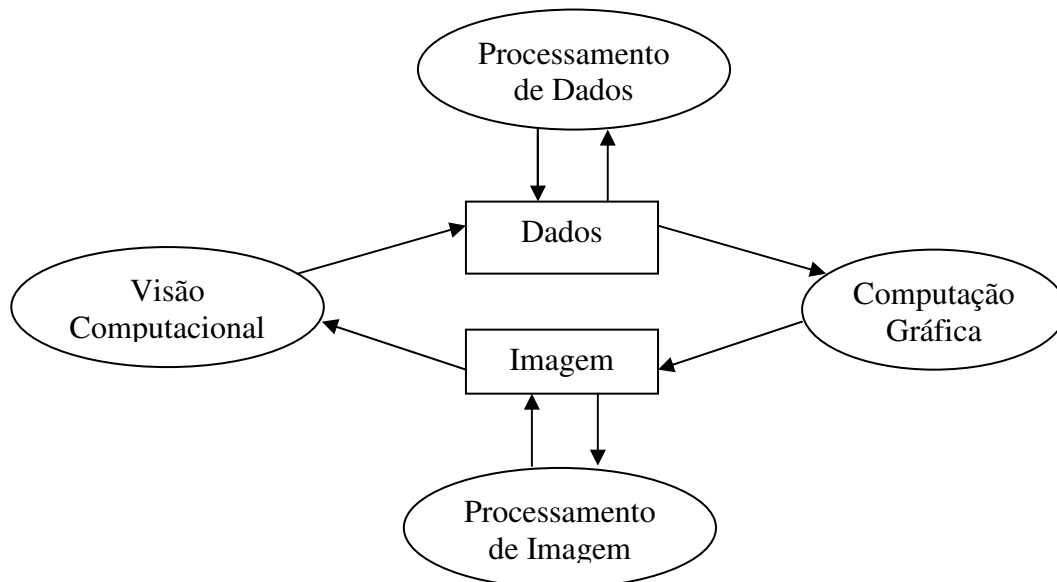 Processamento
de Dados
Dados
Visão
Computacional
Computação
Gráfica
Imagem
Processamento
de Imagem